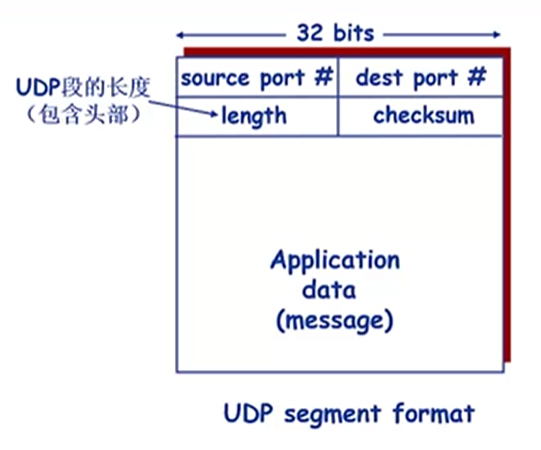 32 bits
source port # dest port #
UDP段的长度
（包含头部）
length checksum
Application
data
(message)
UDP segment format